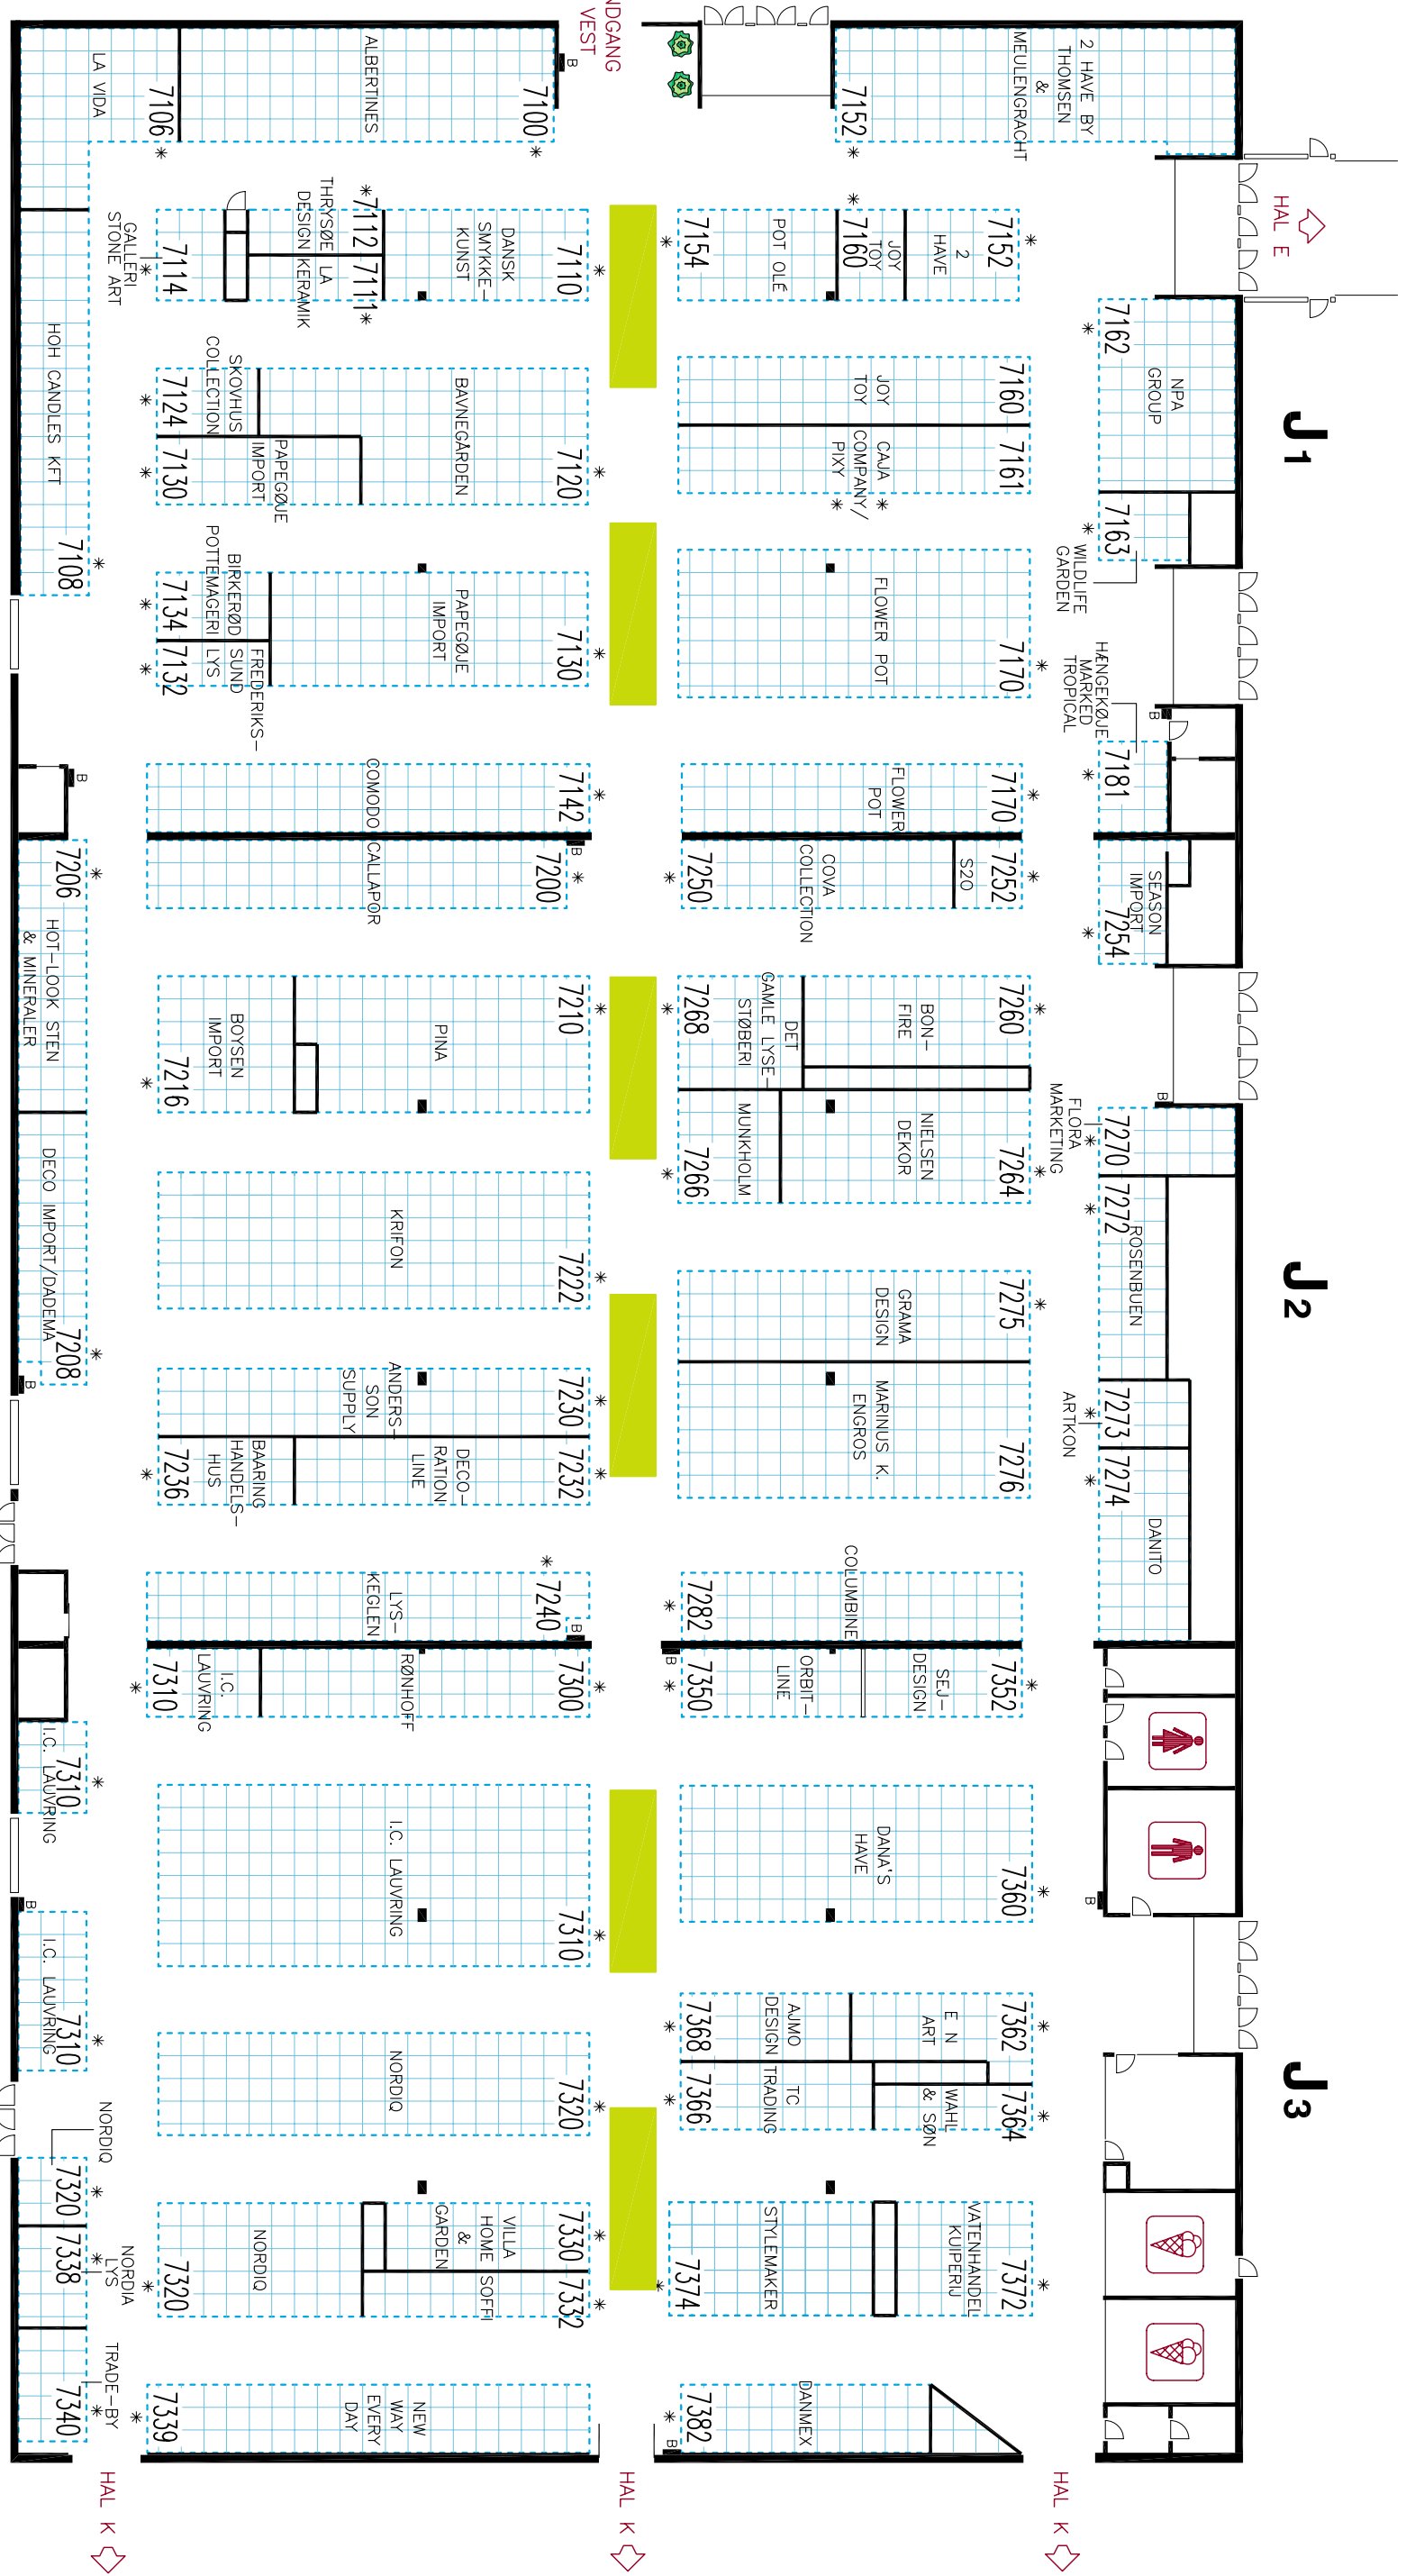 J1
J2
J3
HAL E
NDGANG
VEST
2 HAVE BY
THOMSEN
&
MEULENGRACHT
7152
ALBERTINES
7100
B
LA VIDA
7106
HOH CANDLES KFT
7108
2
HAVE
7152
JOY
TOY
7160
POT OLÉ
7154
DANSK
SMYKKE-
KUNST
7110
THRYSØE
DESIGN
7112
LA
KERAMIK
7111
7114
GALLERI
STONE ART
NPA
GROUP
7162
7163
WILDLIFE
GARDEN
JOY
TOY
7160
CAJA
COMPANY/
PIXY
7161
BAVNEGÅRDEN
7120
SKOVHUS
COLLECTION
7124
PAPEGØJE
IMPORT
7130
FLOWER POT
7170
PAPEGØJE
IMPORT
7130
BIRKERØD
POTTEMAGERI
7134
FREDERIKS-
SUND
LYS
7132
HÆNGEKØJE
MARKED
TROPICAL
7181
B
FLOWER
POT
7170
COMODO
7142
B
SEASON
IMPORT
7254
S20
7252
COVA
COLLECTION
7250
CALLAPOR
7200
B
7206
HOT-LOOK STEN
& MINERALER
BON-
FIRE
7260
DET
GAMLE LYSE-
STØBERI
7268
NIELSEN
DEKOR
7264
MUNKHOLM
7266
PINA
7210
BOYSEN
IMPORT
7216
B
FLORA
MARKETING
7270
ROSENBUEN
7272
DECO IMPORT/DADEMA
7208
B
KRIFON
7222
GRAMA
DESIGN
7275
MARINUS K.
ENGROS
7276
ARTKON
7273
DANITO
7274
ANDERS-
SON
SUPPLY
7230
DECO-
RATION
LINE
7232
BAARING
HANDELS-
HUS
7236
COLUMBINE
7282
LYS-
KEGLEN
7240
B
SEJ-
DESIGN
7352
ORBIT-
LINE
7350
B
RØNHOFF
7300
I.C.
LAUVRING
7310
I.C. LAUVRING
7310
DANA'S
HAVE
7360
B
I.C. LAUVRING
7310
B
I.C. LAUVRING
7310
E N
ART
7362
AJMO
DESIGN
7368
WAHL
& SØN
7364
TC
TRADING
7366
NORDIQ
7320
NORDIQ
7320
VATENHANDEL
KUIPERIJ
7372
STYLEMAKER
7374
VILLA
HOME
&
GARDEN
7330
SOFFI
7332
NORDIQ
7320
NORDIA
LYS
7338
TRADE-BY
7340
DANMEX
7382
B
NEW
WAY
EVERY
DAY
7339
HAL K
HAL K
HAL K